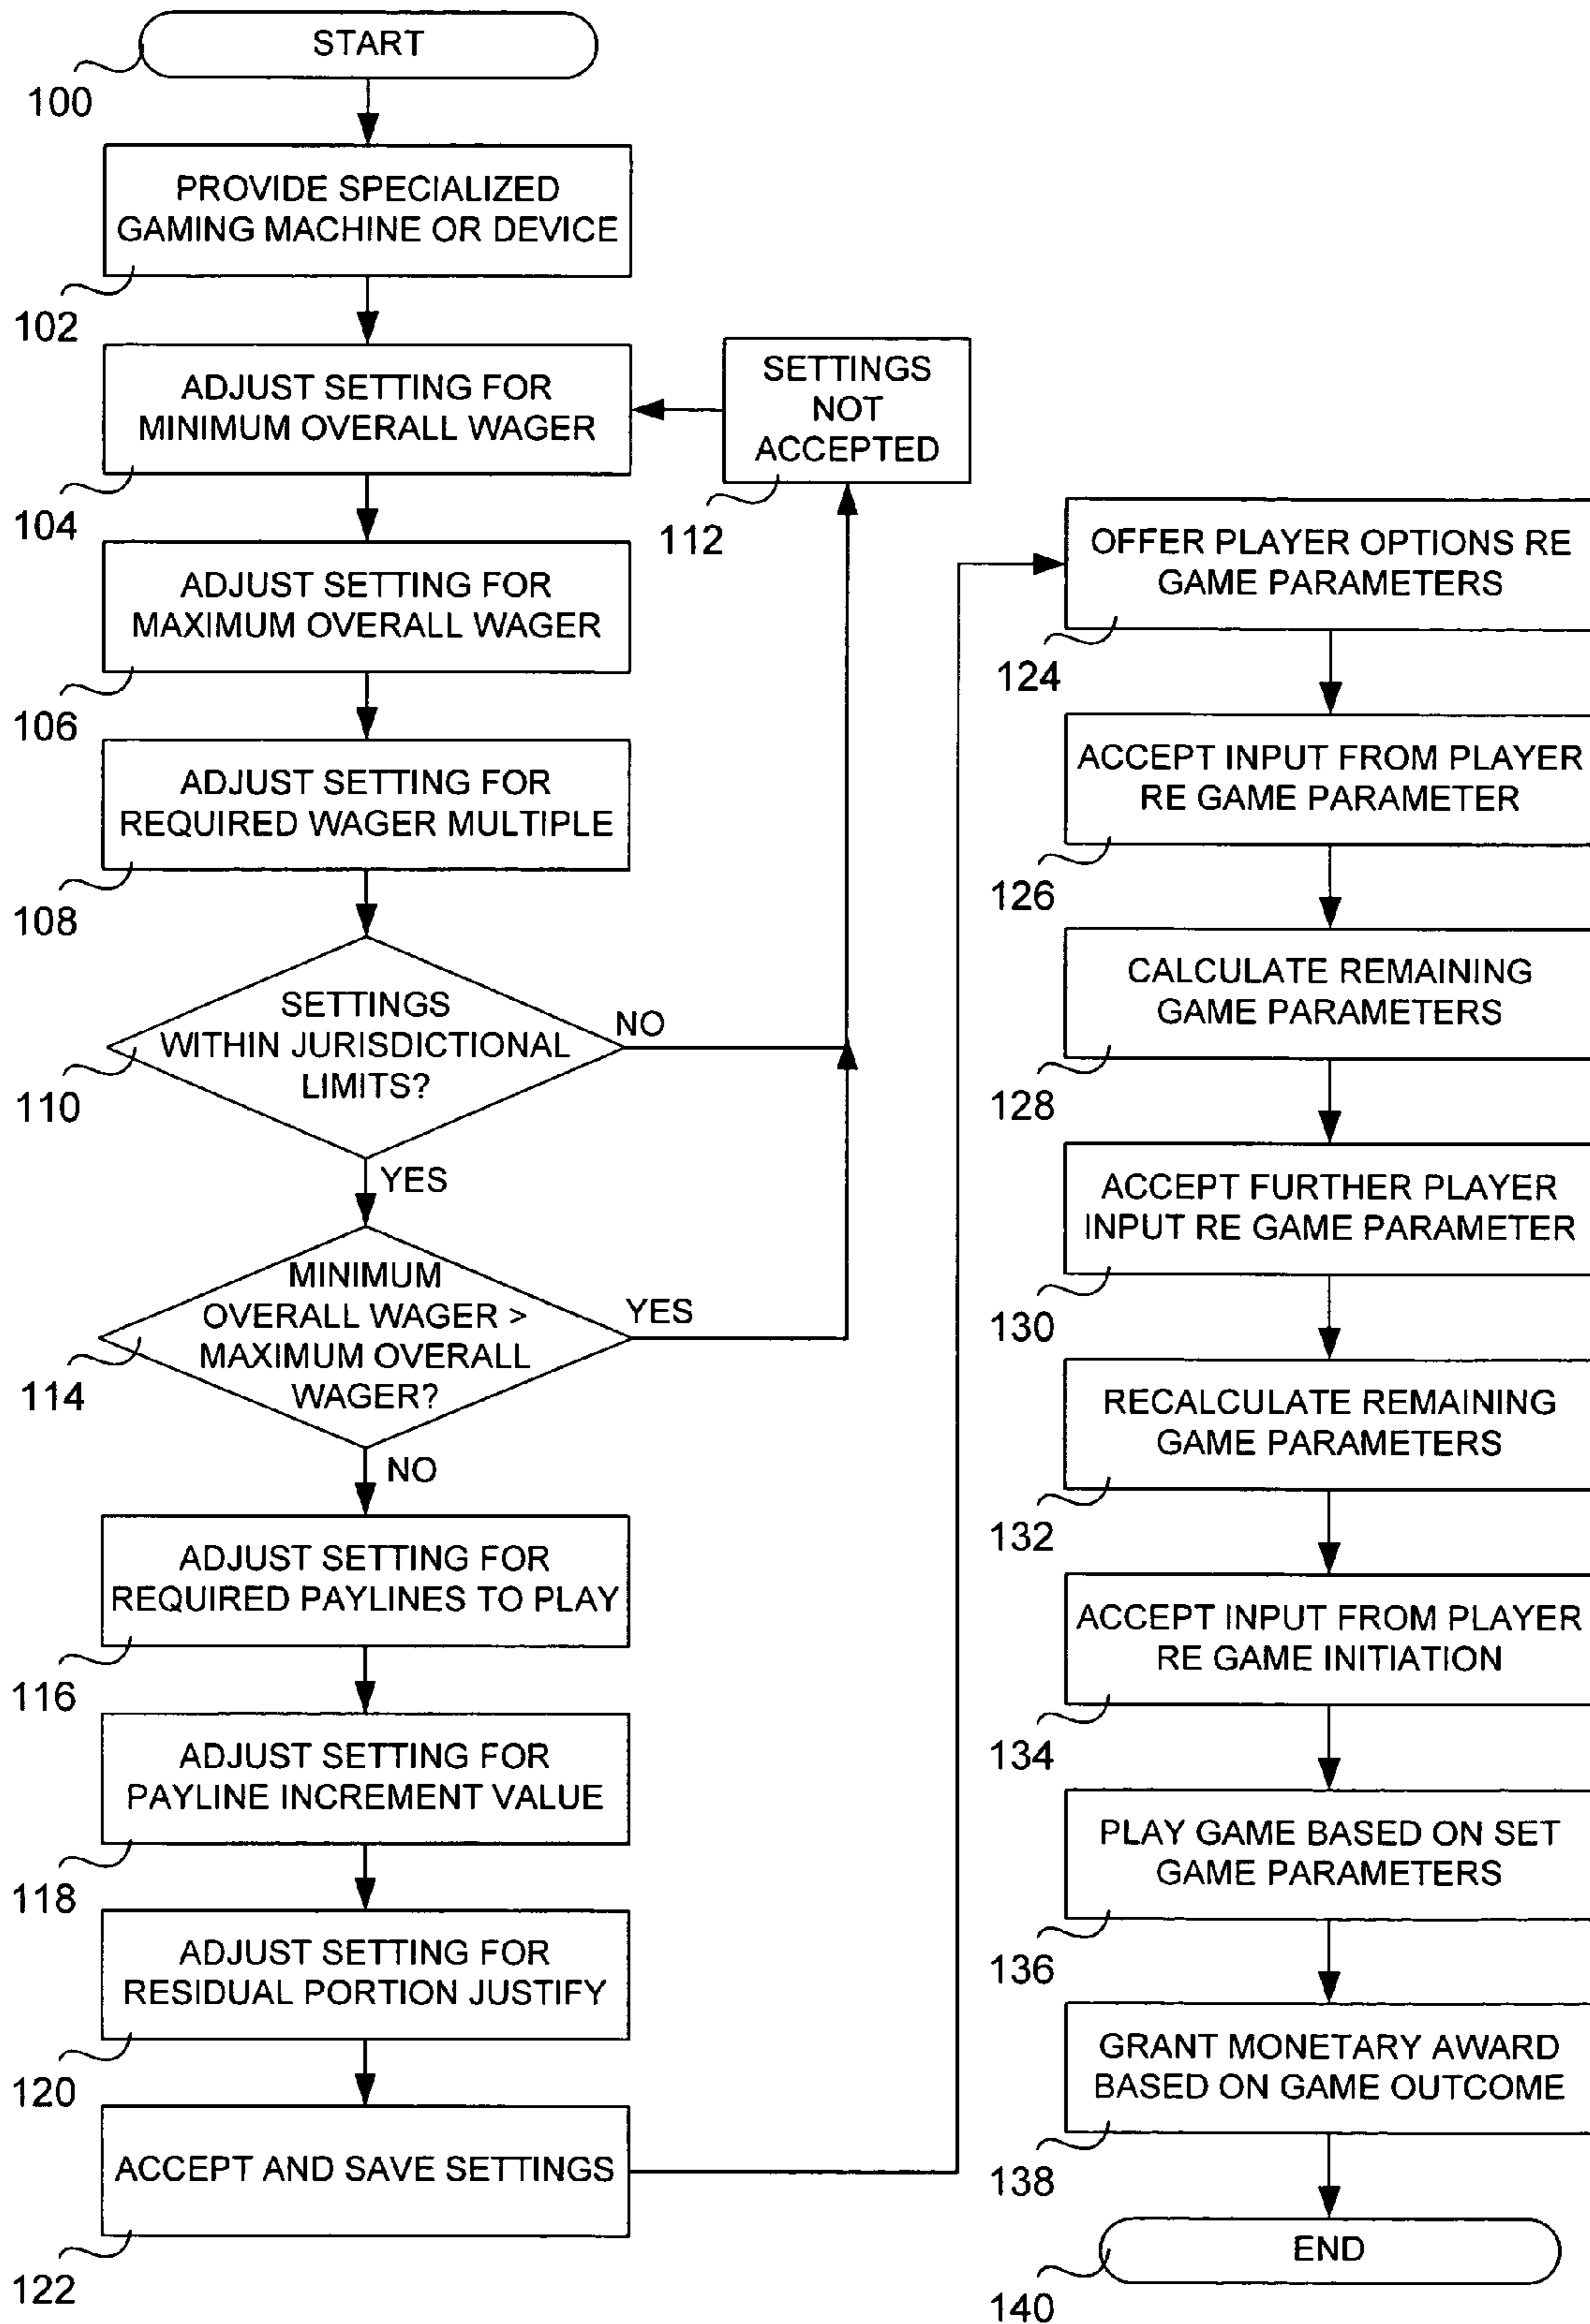 START
100
PROVIDE SPECIALIZED
GAMING MACHINE OR DEVICE
102
ADJUST SETTING FOR
MINIMUM OVERALL WAGER
104
SETTINGS
NOT
ACCEPTED
112
ADJUST SETTING FOR
MAXIMUM OVERALL WAGER
106
ADJUST SETTING FOR
REQUIRED WAGER MULTIPLE
108
SETTINGS
WITHIN JURISDICTIONAL
LIMITS?
NO
110
YES
MINIMUM
OVERALL WAGER >
MAXIMUM OVERALL
WAGER?
YES
114
NO
ADJUST SETTING FOR
REQUIRED PAYLINES TO PLAY
116
ADJUST SETTING FOR
PAYLINE INCREMENT VALUE
118
ADJUST SETTING FOR
RESIDUAL PORTION JUSTIFY
120
ACCEPT AND SAVE SETTINGS
122
OFFER PLAYER OPTIONS RE
GAME PARAMETERS
124
ACCEPT INPUT FROM PLAYER
RE GAME PARAMETER
126
CALCULATE REMAINING
GAME PARAMETERS
128
ACCEPT FURTHER PLAYER
INPUT RE GAME PARAMETER
130
RECALCULATE REMAINING
GAME PARAMETERS
132
ACCEPT INPUT FROM PLAYER
RE GAME INITIATION
134
PLAY GAME BASED ON SET
GAME PARAMETERS
136
GRANT MONETARY AWARD
BASED ON GAME OUTCOME
138
END
140